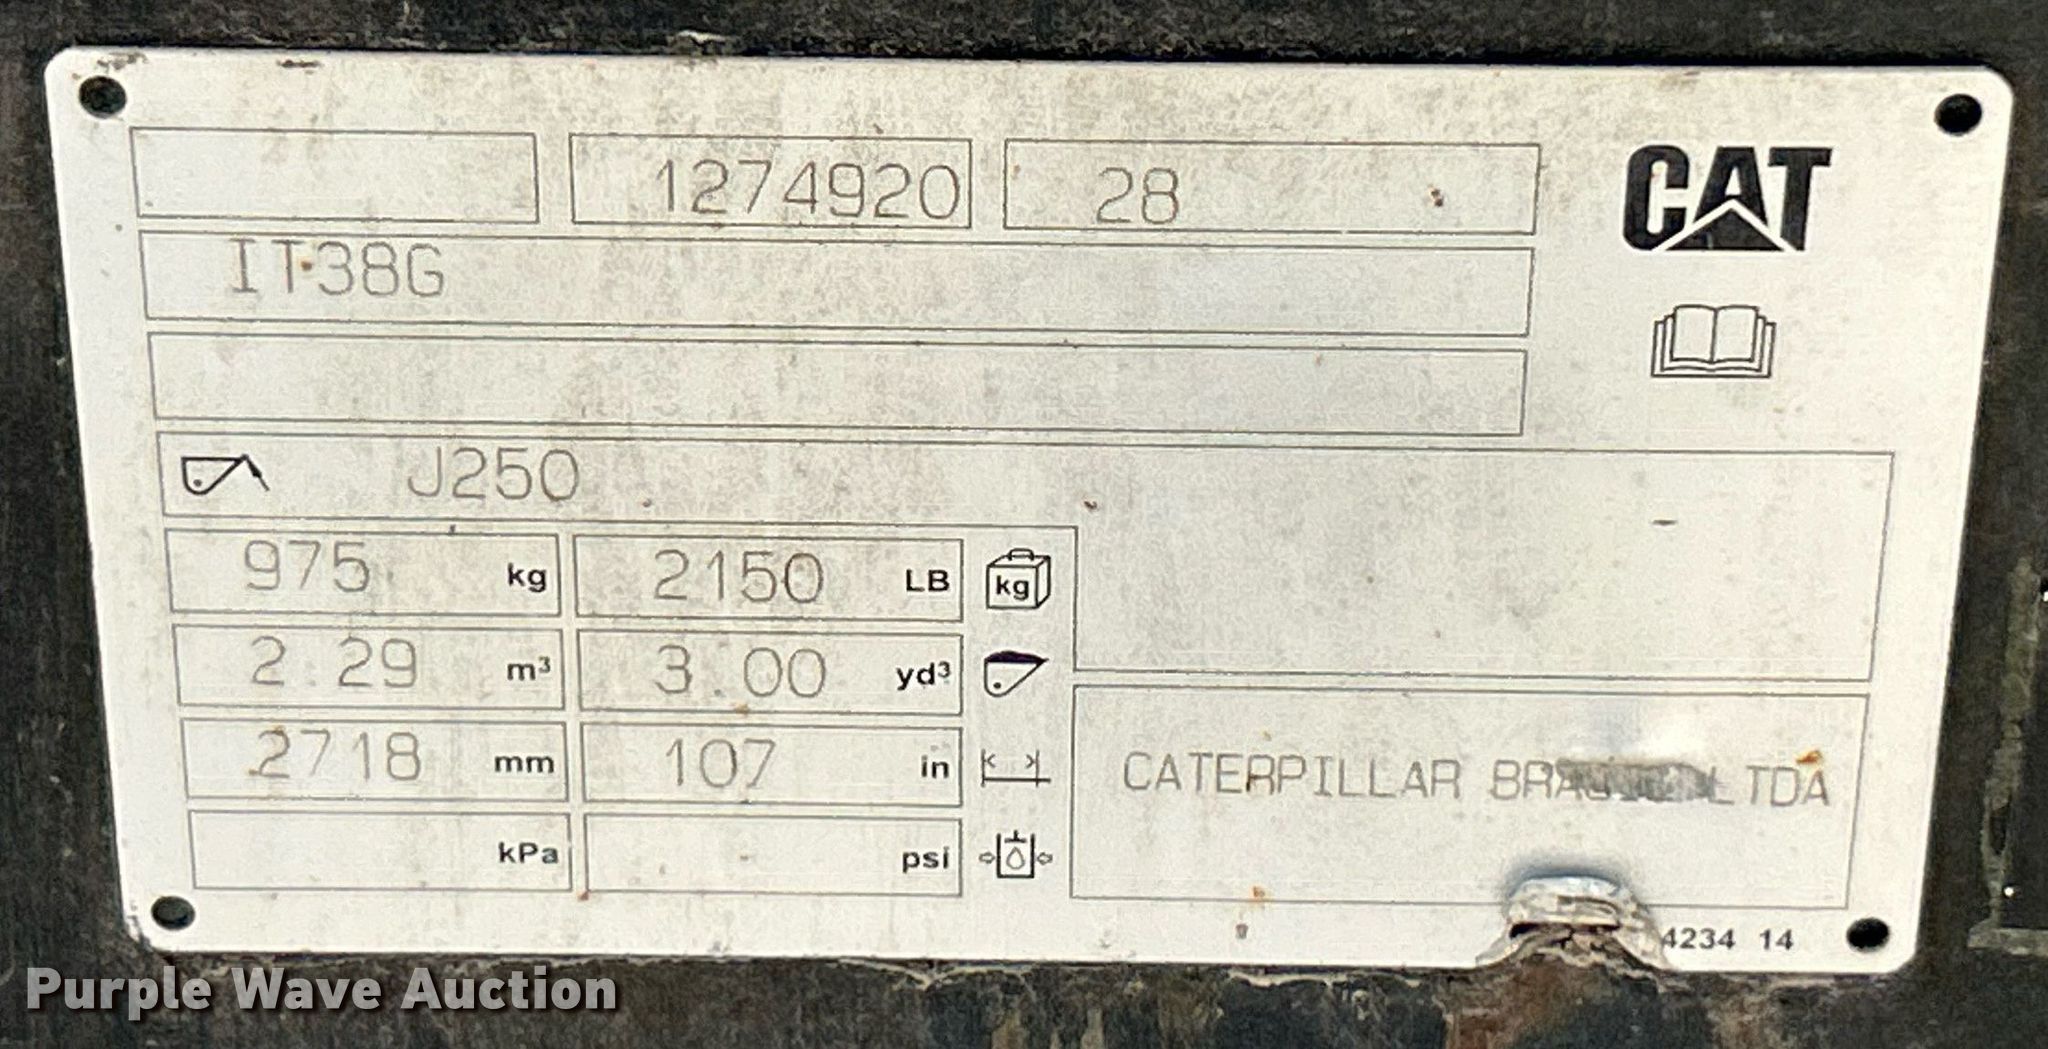 1274920 28 CAT
IT38G
J250
975 kg 2150 LB kg
2.29 m³ 3.00 yd³
2718 mm 107 in
CATERPILLAR LTDA
kPa psi
4234 14
Purple Wave Auction